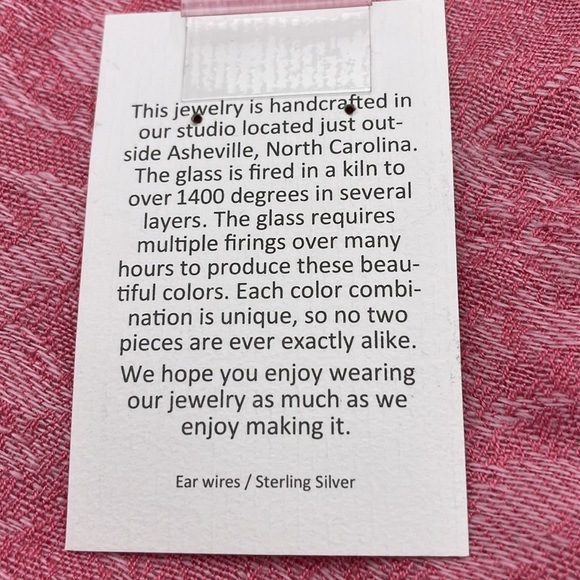 This jewelry is handcrafted in
our studio located just out-
side Asheville, North Carolina.
The glass is fired in a kiln to
over 1400 degrees in several
layers. The glass requires
multiple firings over many
hours to produce these beau-
tiful colors. Each color combi-
nation is unique, so no two
pieces are ever exactly alike.
We hope you enjoy wearing
our jewelry as much as we
enjoy making it.
Ear wires / Sterling Silver